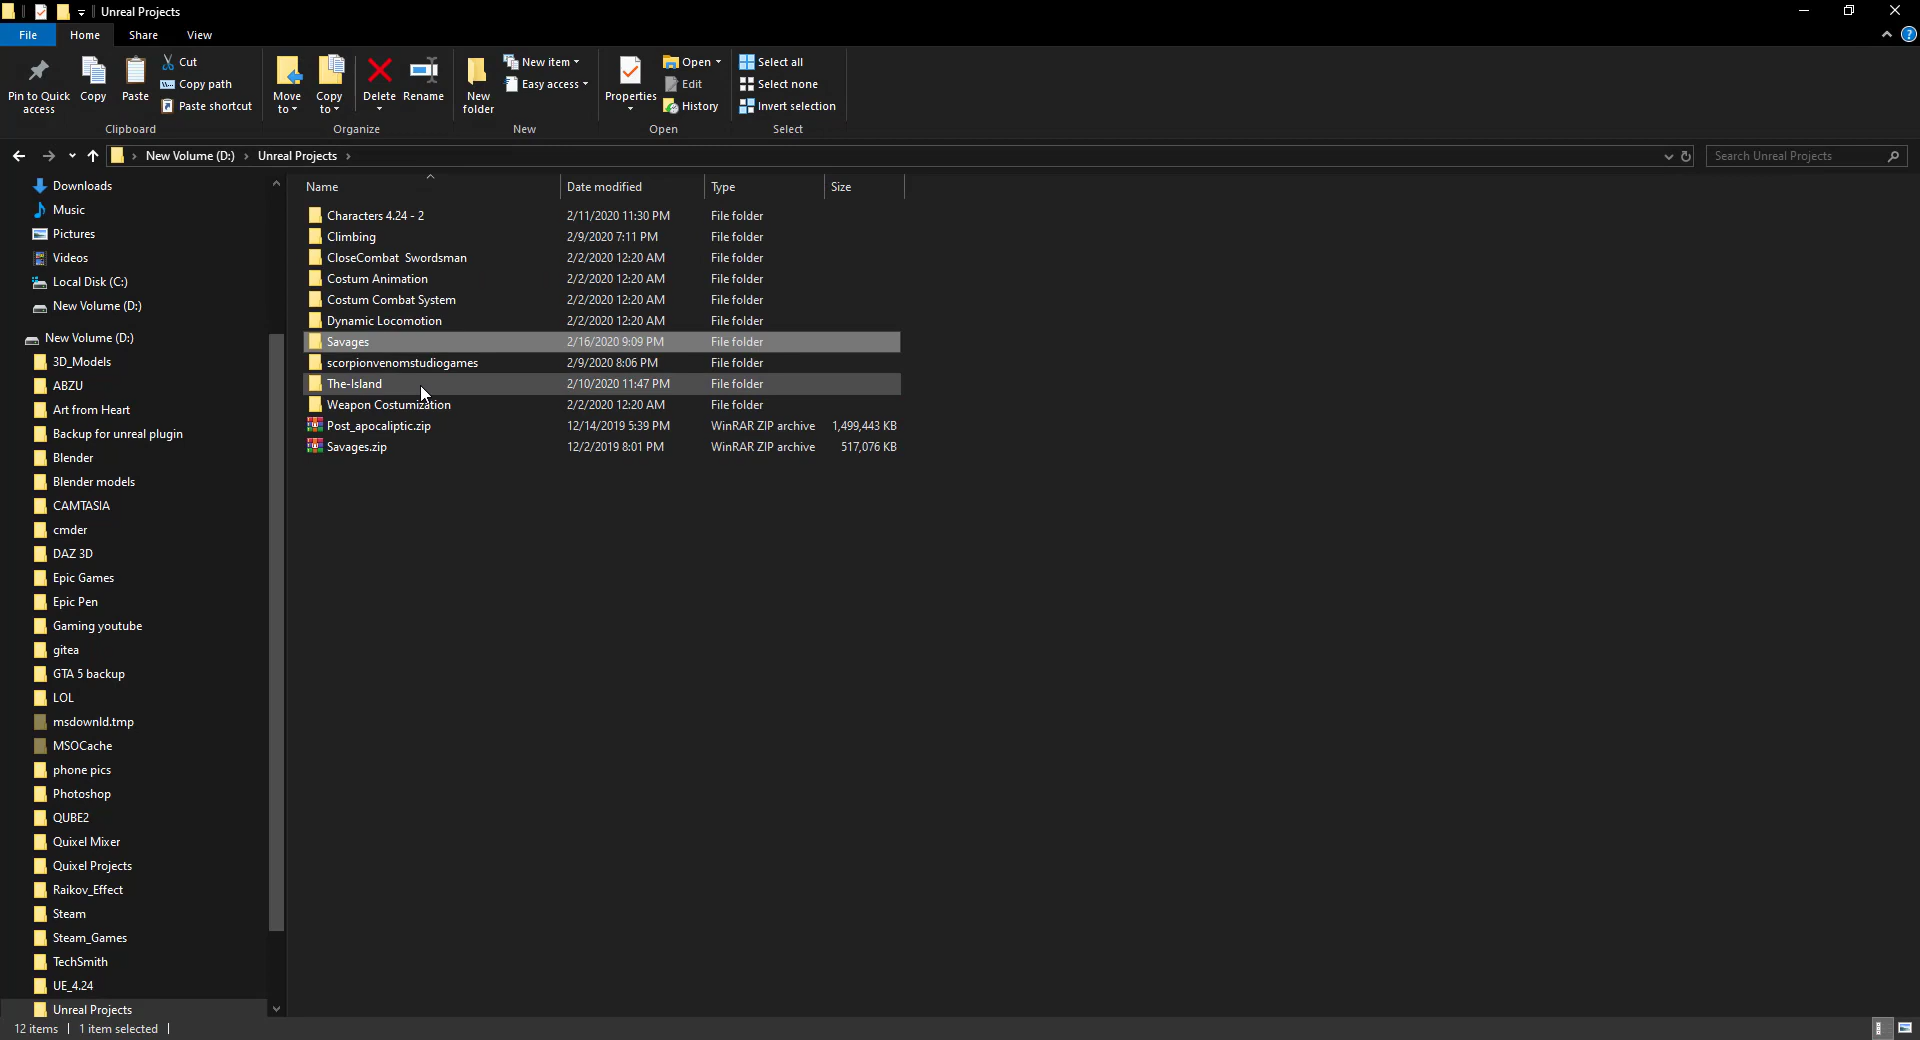 Unreal Projects
File
Home
Share
View
Pin to Quick
access
Copy
Paste
Cut
Copy path
Paste shortcut
Clipboard
Move
to
Copy
to
Delete
Rename
Organize
New
folder
New item
Easy access
New
Properties
Open
Edit
History
Open
Select all
Select none
Invert selection
Select
New Volume (D:)
Unreal Projects
Search Unreal Projects
Downloads
Music
Pictures
Videos
Local Disk (C:)
New Volume (D:)
New Volume (D:)
3D_Models
ABZU
Art from Heart
Backup for unreal plugin
Blender
Blender models
CAMTASIA
cmder
DAZ 3D
Epic Games
Epic Pen
Gaming youtube
gitea
GTA 5 backup
LOL
msdownld.tmp
MSOCache
phone pics
Photoshop
QUBE2
Quixel Mixer
Quixel Projects
Raikov_Effect
Steam
Steam_Games
TechSmith
UE_4.24
Unreal Projects
Name Date modified Type Size
Characters 4.24 - 2 2/11/2020 11:30 PM File folder
Climbing 2/9/2020 7:11 PM File folder
CloseCombat Swordsman 2/2/2020 12:20 AM File folder
Costum Animation 2/2/2020 12:20 AM File folder
Costum Combat System 2/2/2020 12:20 AM File folder
Dynamic Locomotion 2/2/2020 12:20 AM File folder
Savages 2/16/2020 9:09 PM File folder
scorpionvenomstudiogames 2/9/2020 8:06 PM File folder
The-Island 2/10/2020 11:47 PM File folder
Weapon Costumization 2/2/2020 12:20 AM File folder
Post_apocaliptic.zip 12/14/2019 5:39 PM WinRAR ZIP archive 1,499,443 KB
Savages.zip 12/2/2019 8:01 PM WinRAR ZIP archive 517,076 KB
12 items
1 item selected